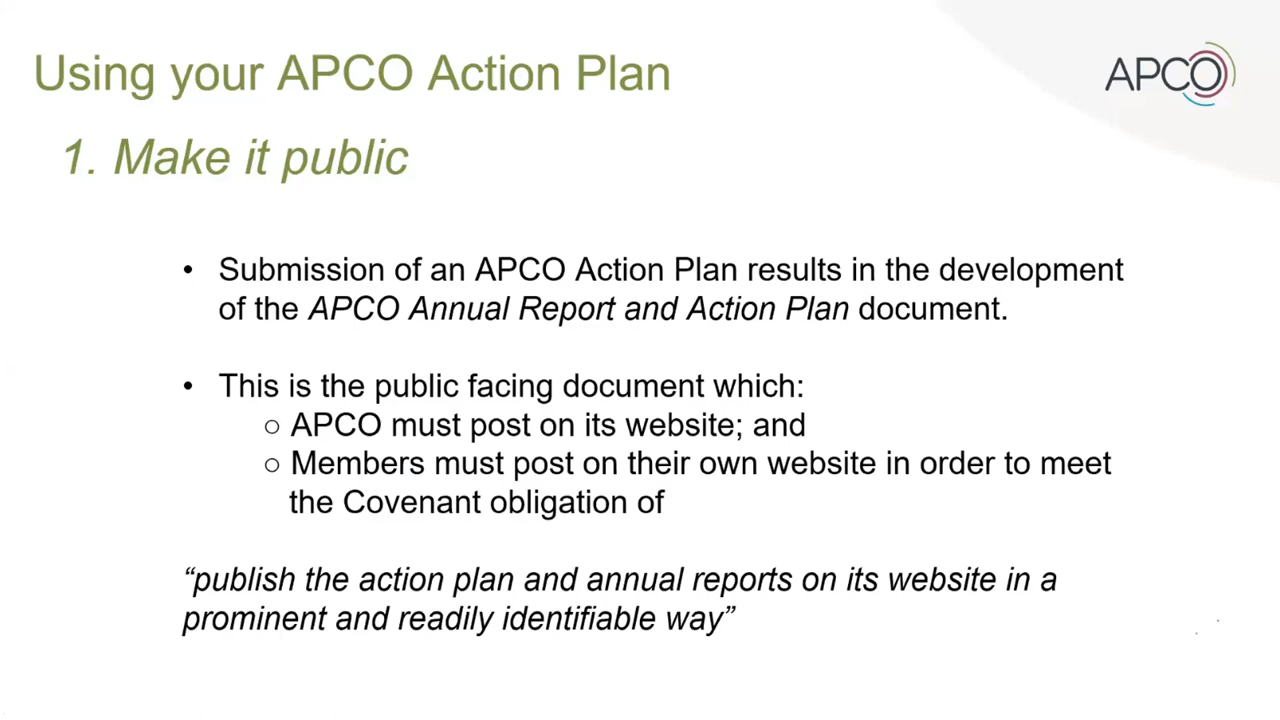 Using your APCO Action Plan
APCO
1. Make it public
• Submission of an APCO Action Plan results in the development
of the APCO Annual Report and Action Plan document.
• This is the public facing document which:
○ APCO must post on its website; and
○ Members must post on their own website in order to meet
the Covenant obligation of
“publish the action plan and annual reports on its website in a
prominent and readily identifiable way”